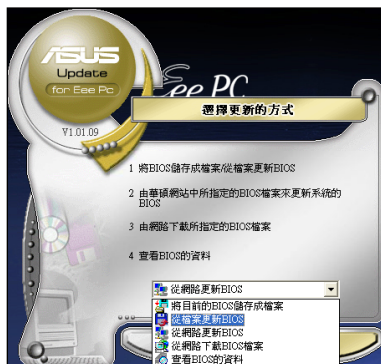 ASUS
Update
for Eee Pc
V1.01.09
Eee PC
選擇更新的方式
1 將BIOS儲存成檔案/從檔案更新BIOS
2 由華碩網站中所指定的BIOS檔案來更新系統的
BIOS
3 由網路下載所指定的BIOS檔案
4 查看BIOS的資料
從網路更新BIOS
將目前的BIOS儲存成檔案
從檔案更新BIOS
從網路更新BIOS
從網路下載BIOS檔案
查看BIOS的資料